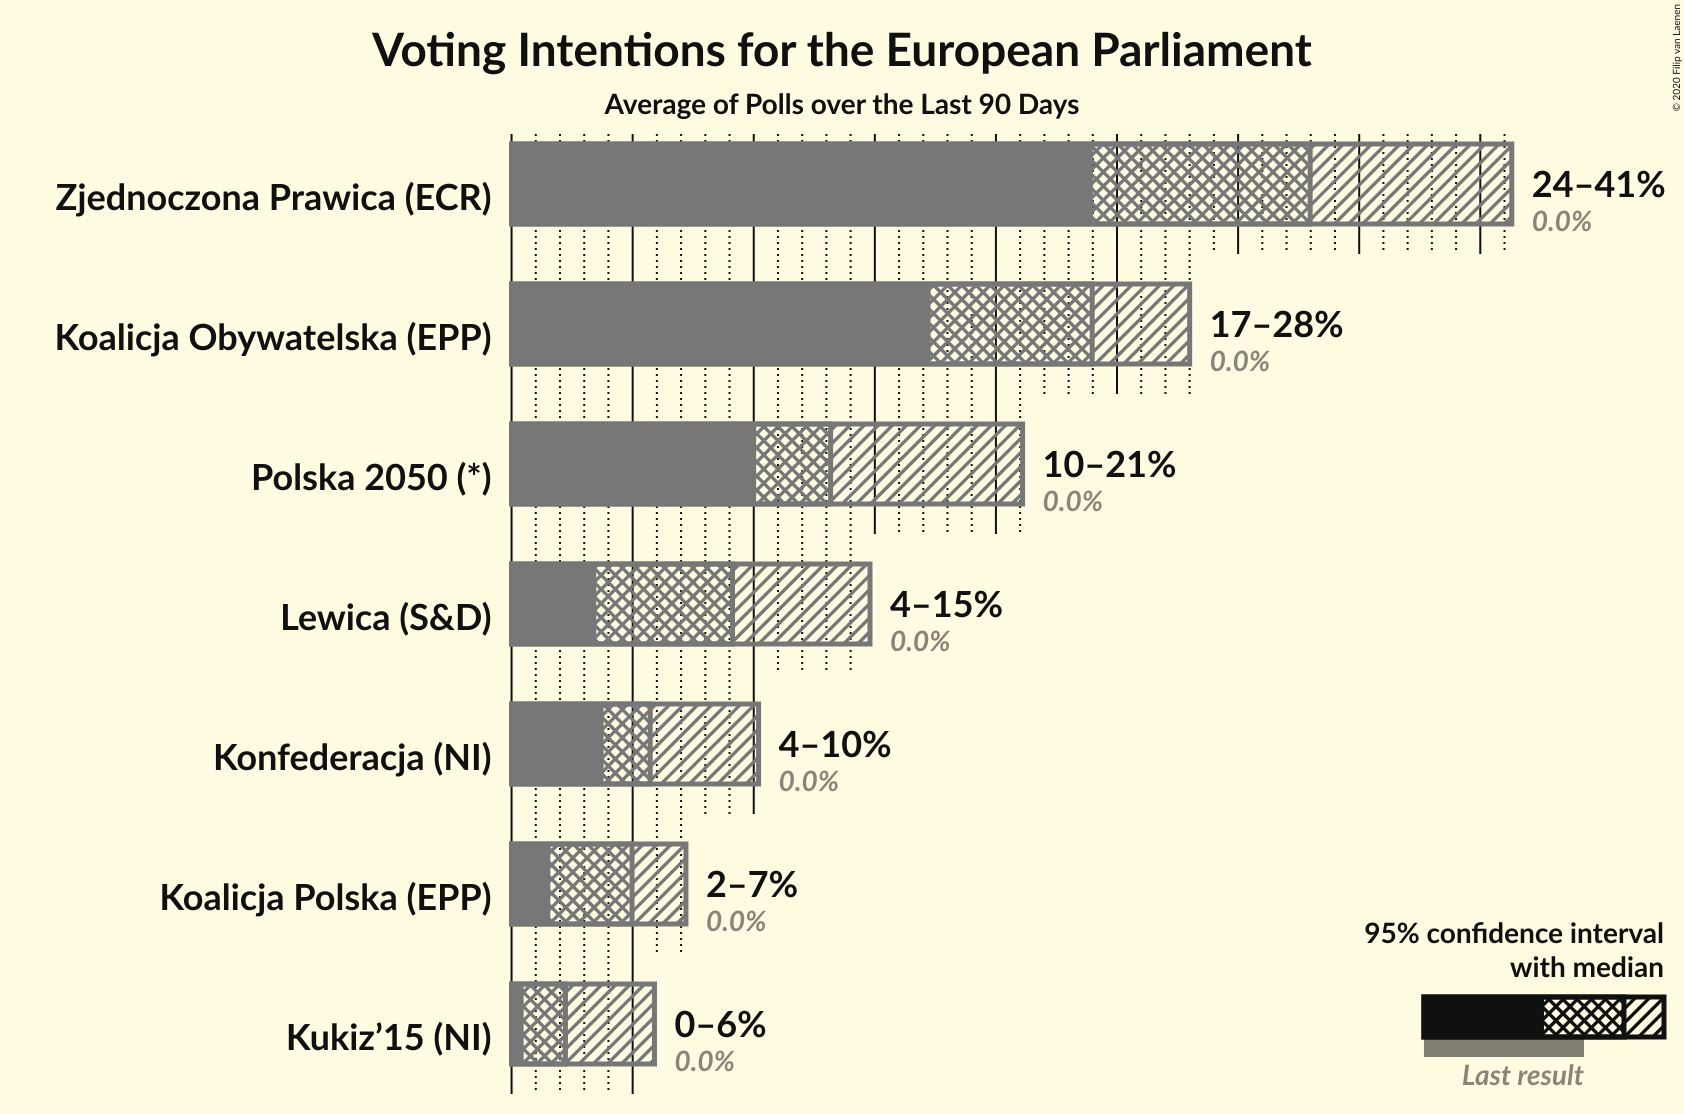 Voting Intentions for the European Parliament
Average of Polls over the Last 90 Days
© 2020 Filip van Laenen
Zjednoczona Prawica (ECR)
24–41%
0.0%
Koalicja Obywatelska (EPP)
17–28%
0.0%
Polska 2050 (*)
10–21%
0.0%
Lewica (S&D)
4–15%
0.0%
Konfederacja (NI)
4–10%
0.0%
Koalicja Polska (EPP)
2–7%
0.0%
Kukiz’15 (NI)
0–6%
0.0%
95% confidence interval
with median
Last result